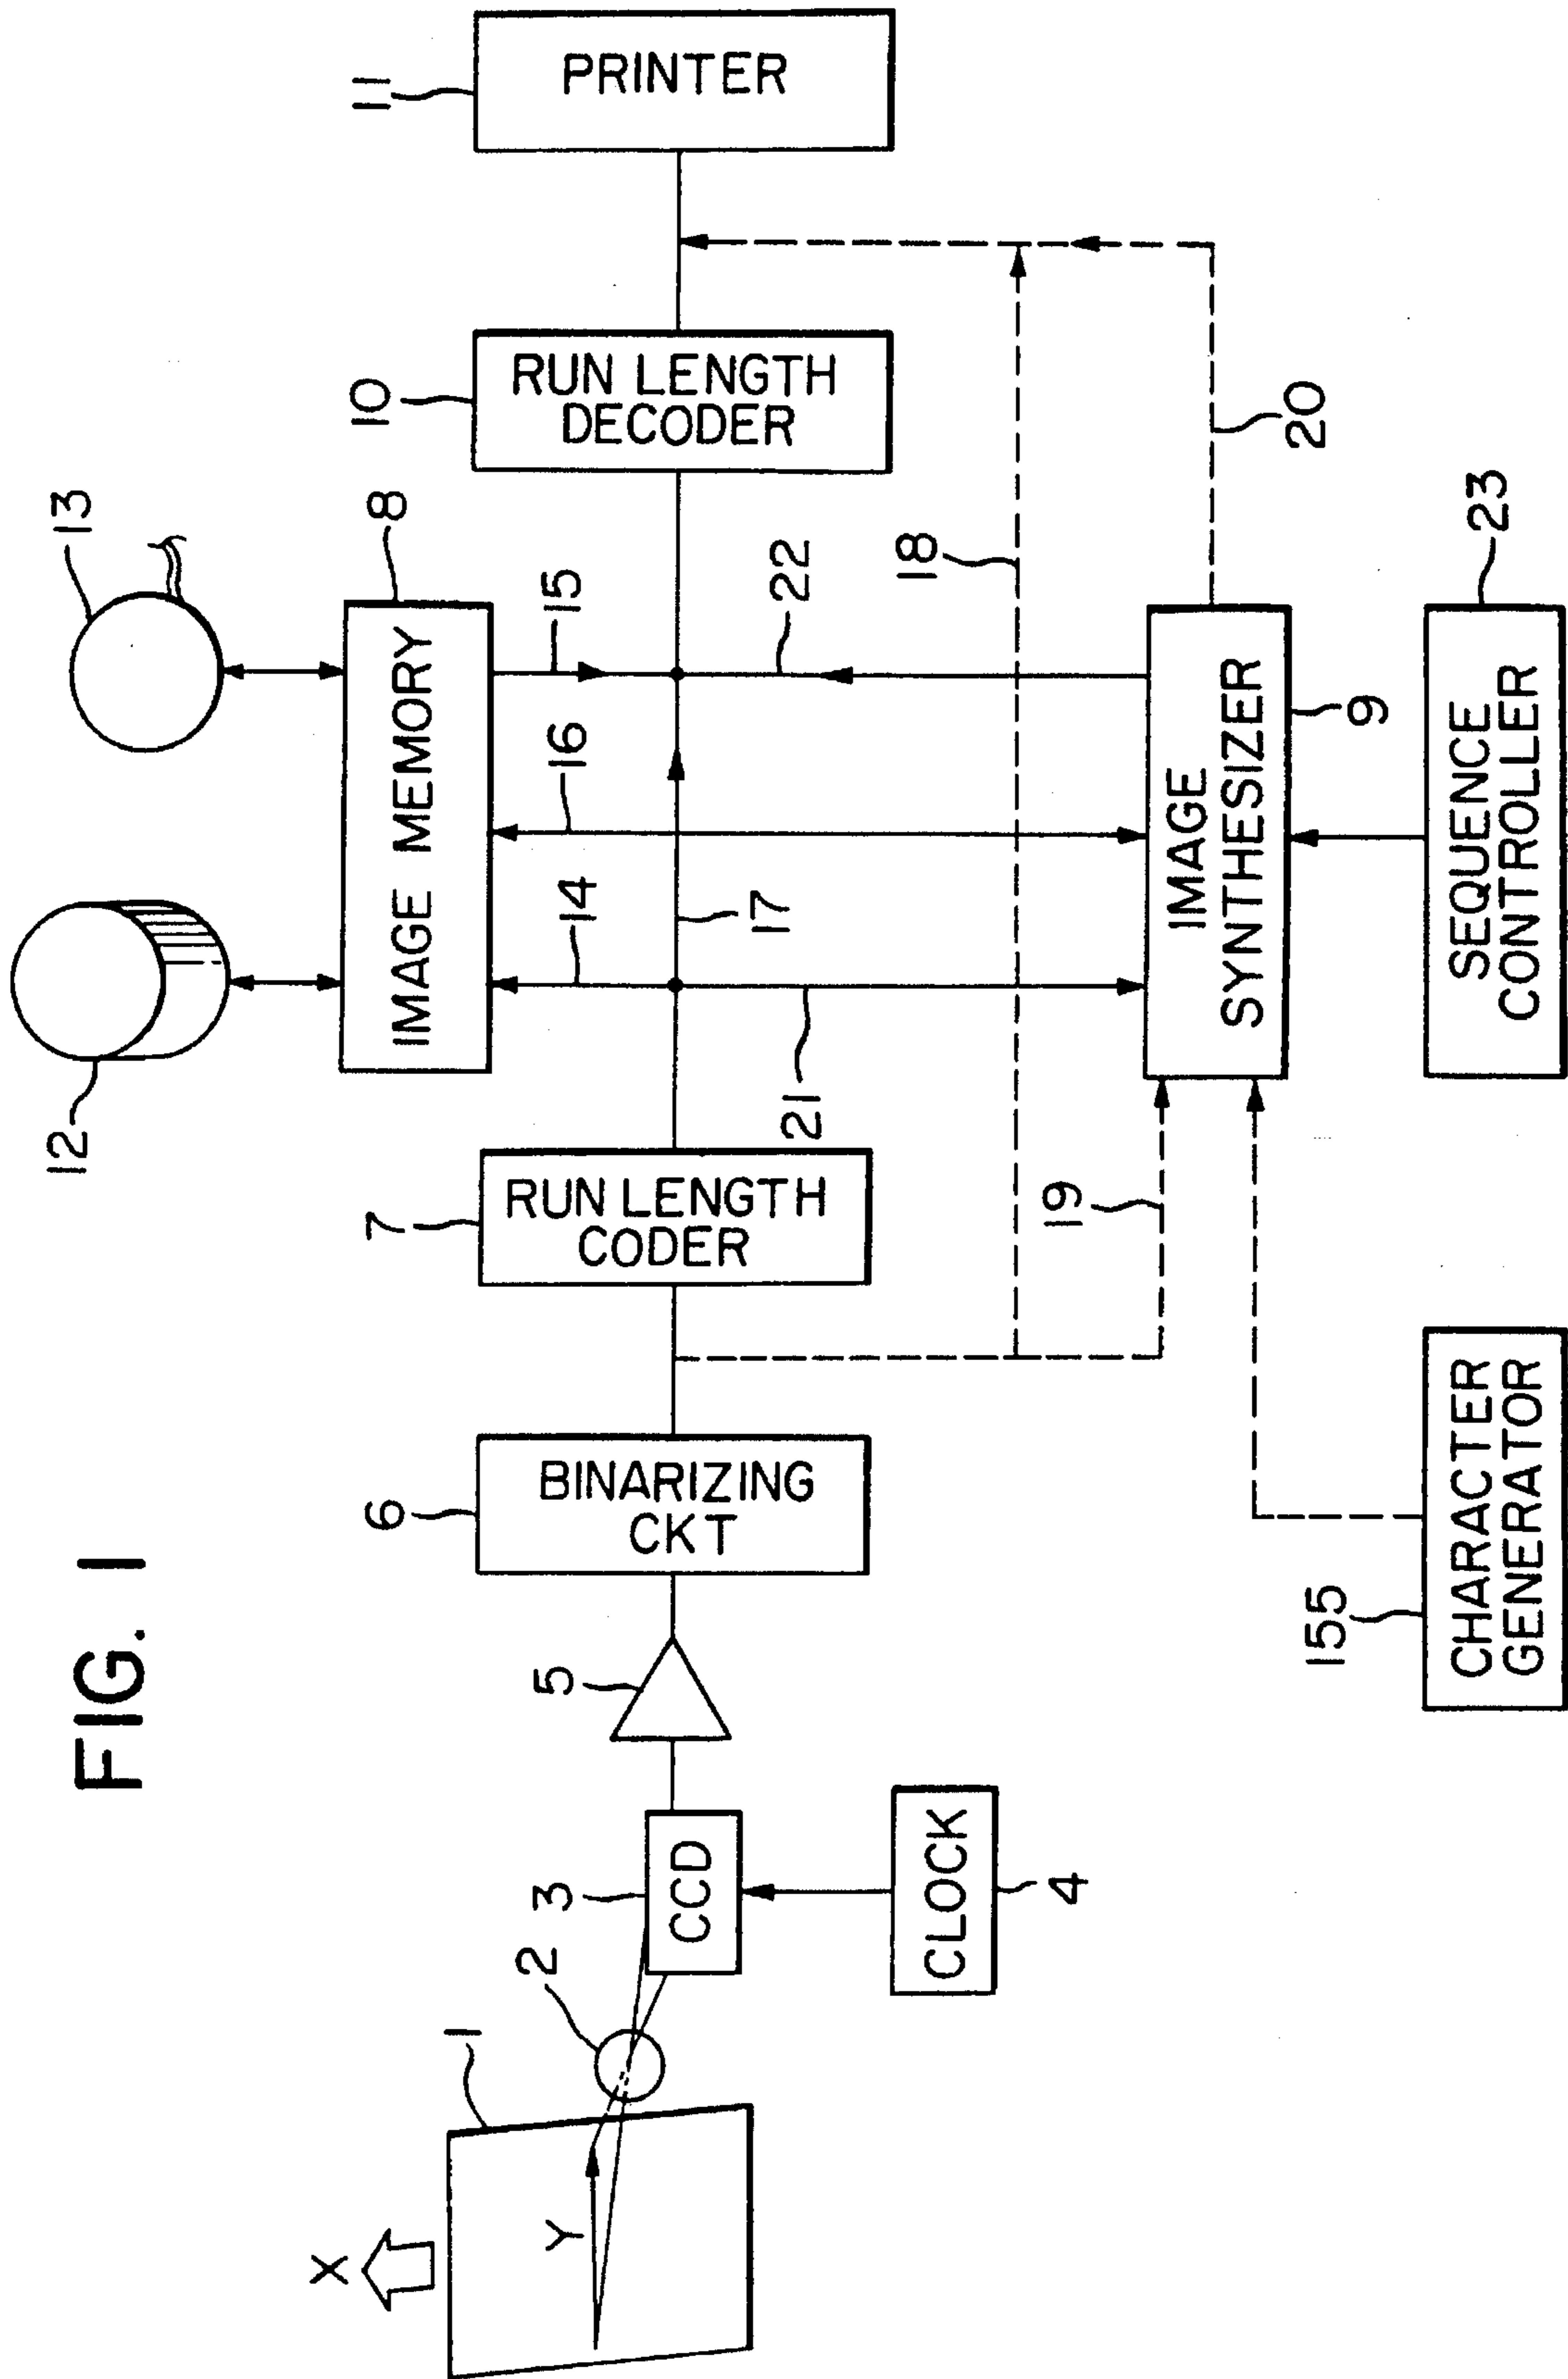 FIG. 1
X
Y
1
2
3
CCD
CLOCK
4
5
6
BINARIZING
CKT
7
RUN LENGTH
CODER
12
13
8
IMAGE MEMORY
14
16
15
17
21
22
10
RUN LENGTH
DECODER
11
PRINTER
18
19
20
IMAGE
SYNTHESIZER
9
155
CHARACTER
GENERATOR
SEQUENCE
CONTROLLER
23